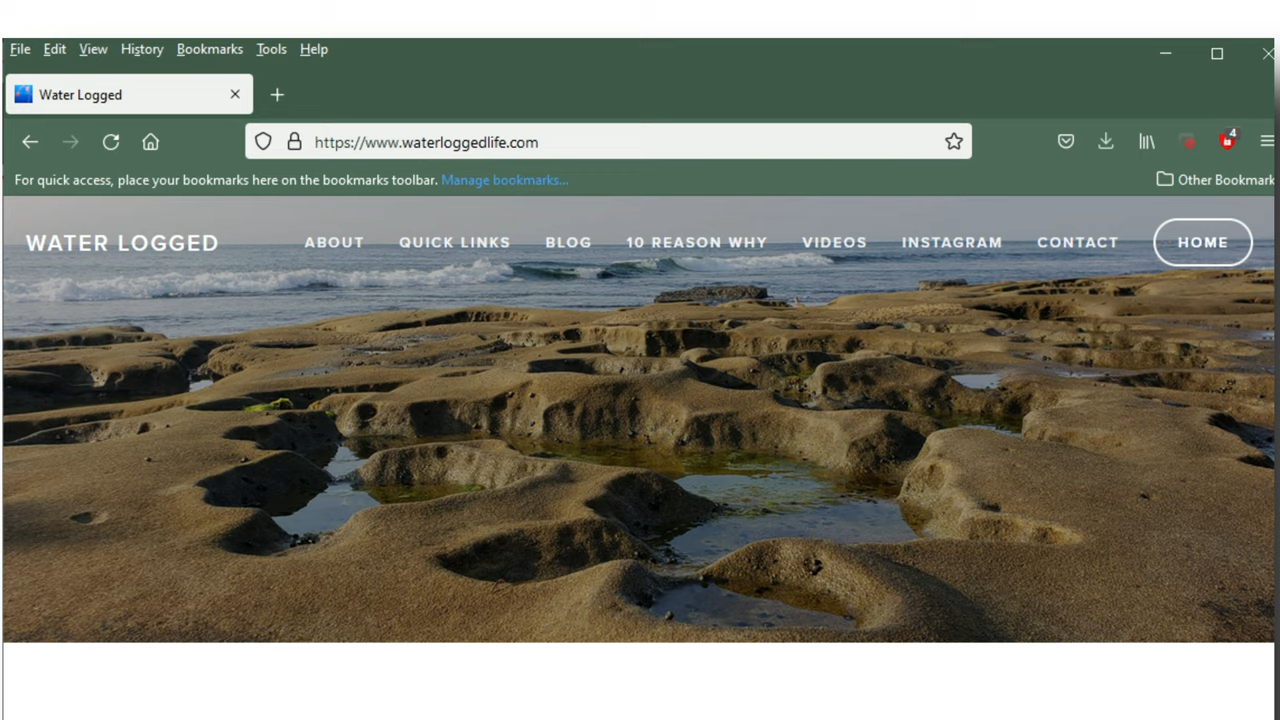 File Edit View History Bookmarks Tools Help
Water Logged
https://www.waterloggedlife.com
4
For quick access, place your bookmarks here on the bookmarks toolbar. Manage bookmarks... Other Bookmark
WATER LOGGED ABOUT QUICK LINKS BLOG 10 REASON WHY VIDEOS INSTAGRAM CONTACT HOME